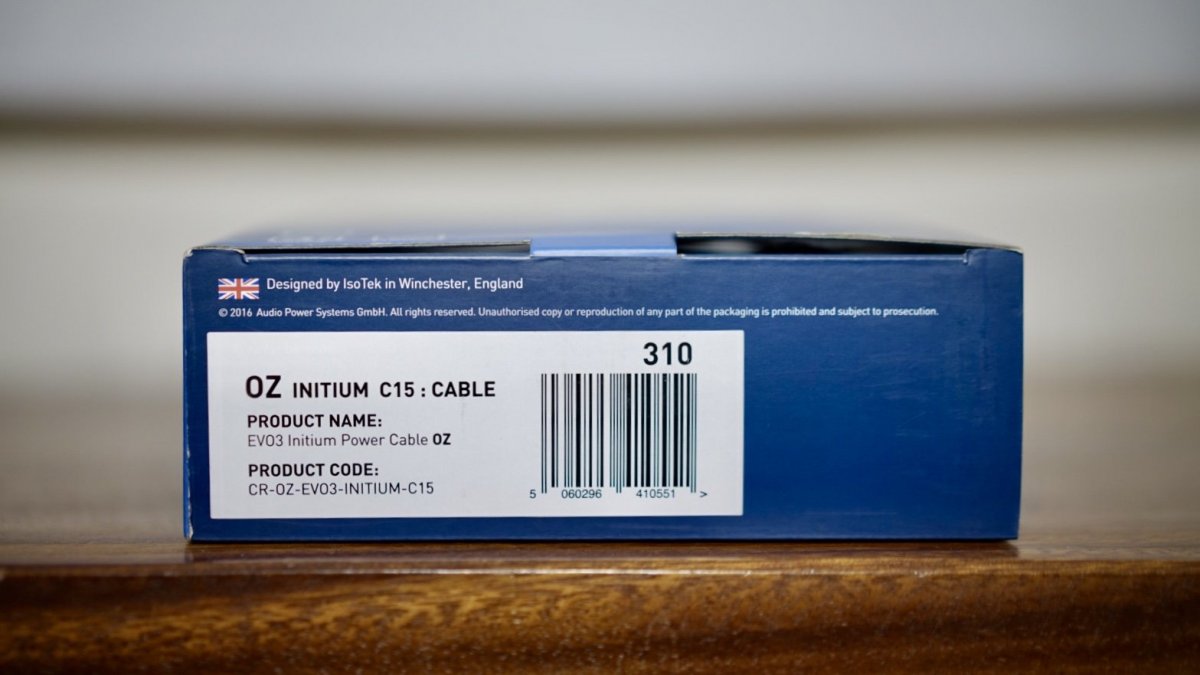 Designed by IsoTek in Winchester, England
© 2016 Audio Power Systems GmbH. All rights reserved. Unauthorised copy or reproduction of any part of the packaging is prohibited and subject to prosecution.
310
OZ INITIUM C15 : CABLE
PRODUCT NAME:
EVO3 Initium Power Cable OZ
PRODUCT CODE:
CR-OZ-EVO3-INITIUM-C15
5 060296 410551 >